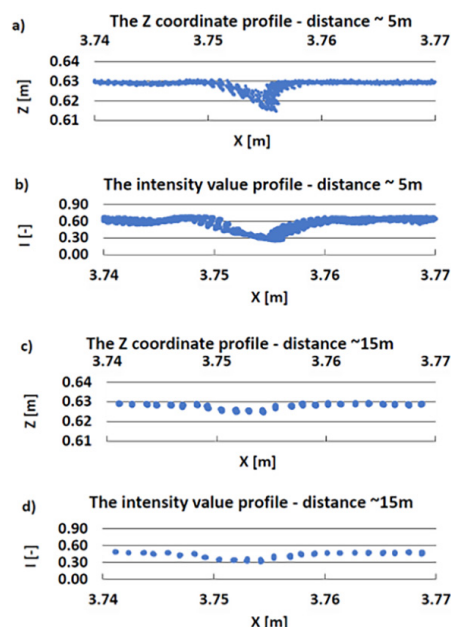 a) The Z coordinate profile - distance ~ 5m
3.74 3.75 3.76 3.77
0.64
0.63
0.62
0.61
Z [m]
X [m]
b) The intensity value profile - distance ~ 5m
0.90
0.60
0.30
0.00
I [-]
3.74 3.75 3.76 3.77
X [m]
c) The Z coordinate profile - distance ~15m
3.74 3.75 3.76 3.77
0.64
0.63
0.62
0.61
Z [m]
X [m]
d) The intensity value profile - distance ~15m
0.90
0.60
0.30
0.00
I [-]
3.74 3.75 3.76 3.77
X [m]